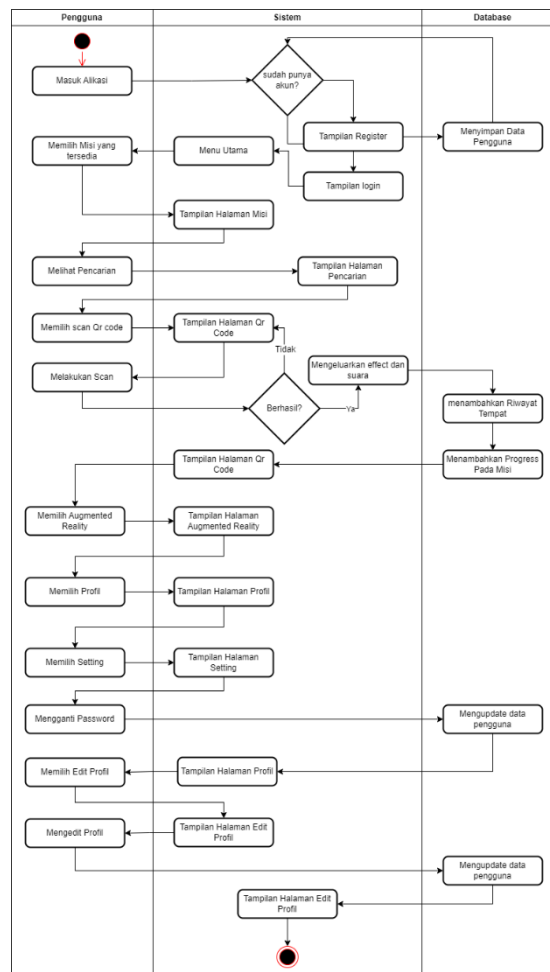 Pengguna
Sistem
Database
Masuk Alikasi
sudah punya
akun?
Tampilan Register
Menyimpan Data
Pengguna
Memilih Misi yang
tersedia
Menu Utama
Tampilan login
Tampilan Halaman Misi
Melihat Pencarian
Tampilan Halaman
Pencarian
Memilih scan Qr code
Tampilan Halaman Qr
Code
Tidak
Mengeluarkan effect dan
suara
Melakukan Scan
Berhasil?
Ya
menambahkan Riwayat
Tempat
Tampilan Halaman Qr
Code
Menambahkan Progress
Pada Misi
Memilih Augmented
Reality
Tampilan Halaman
Augmented Reality
Memilih Profil
Tampilan Halaman Profil
Memilih Setting
Tampilan Halaman
Setting
Mengganti Password
Mengupdate data
pengguna
Memilih Edit Profil
Tampilan Halaman Profil
Mengedit Profil
Tampilan Halaman Edit
Profil
Mengupdate data
pengguna
Tampilan Halaman Edit
Profil